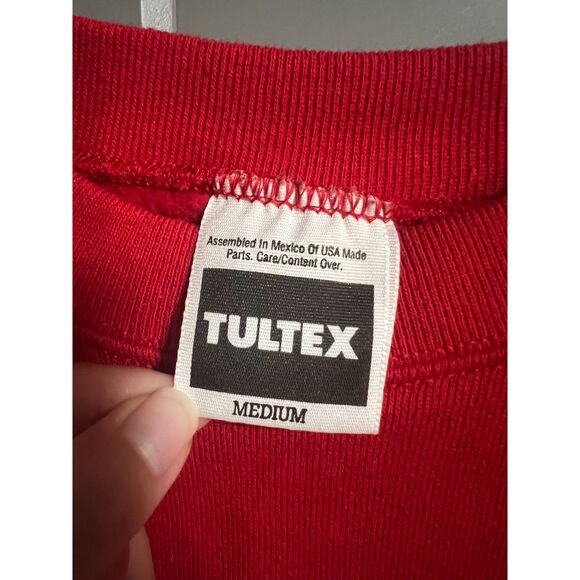 Assembled In Mexico Of USA Made
Parts. Care/Content Over.
TULTEX
MEDIUM